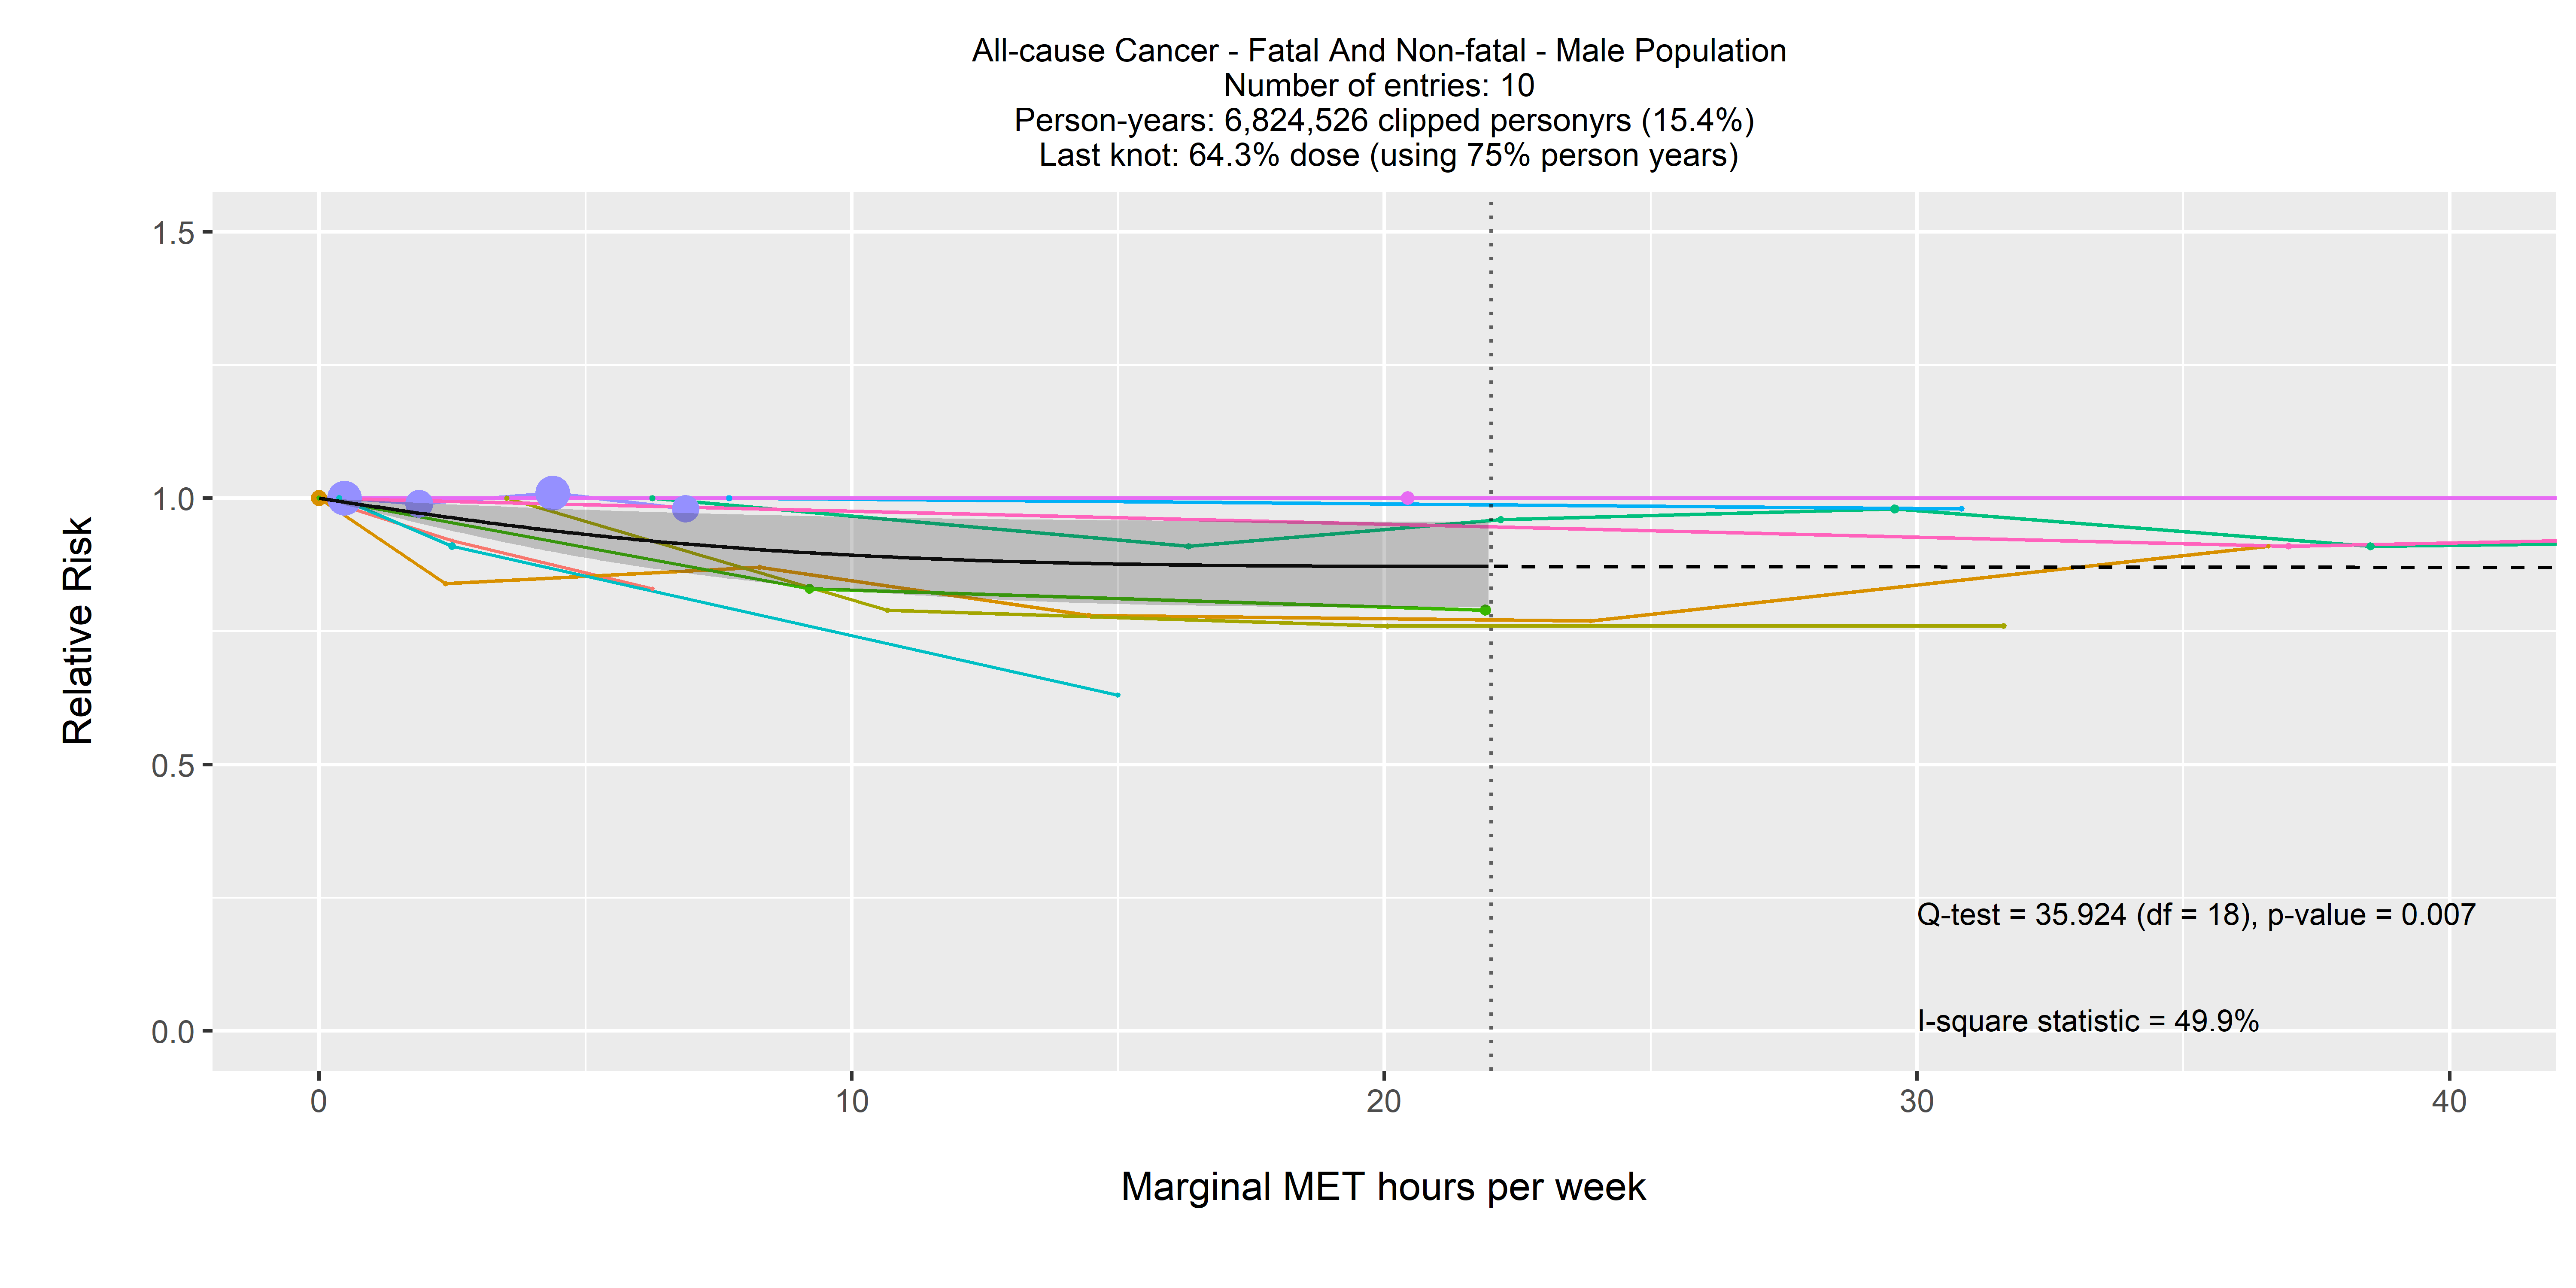 All-cause Cancer - Fatal And Non-fatal - Male Population
Number of entries: 10
Person-years: 6,824,526 clipped personyrs (15.4%)
Last knot: 64.3% dose (using 75% person years)
1.5
1.0
0.5
0.0
Relative Risk
Q-test = 35.924 (df = 18), p-value = 0.007
I-square statistic = 49.9%
0 10 20 30 40
Marginal MET hours per week